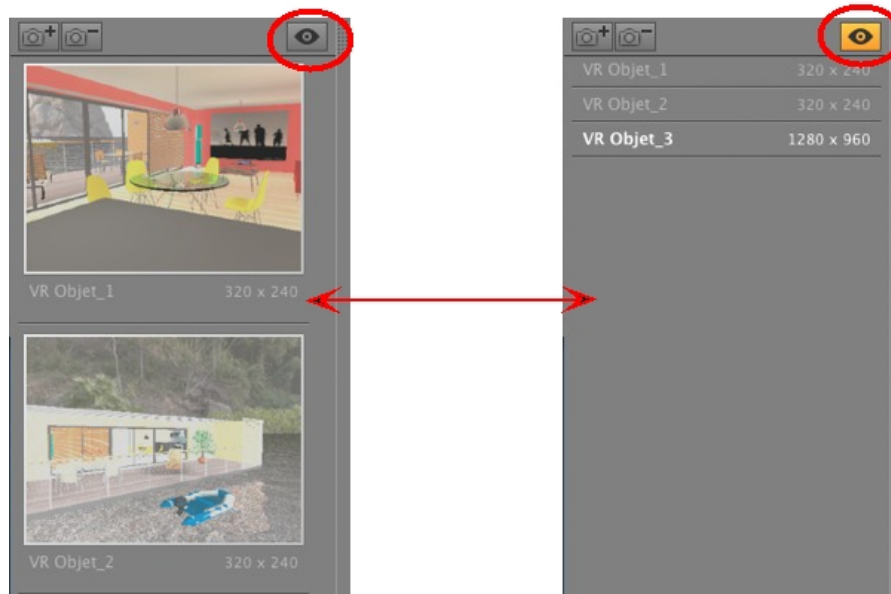 VR Objet_1 320 x 240
VR Objet_2 320 x 240
VR Objet_1 320 x 240
VR Objet_2 320 x 240
VR Objet_3 1280 x 960